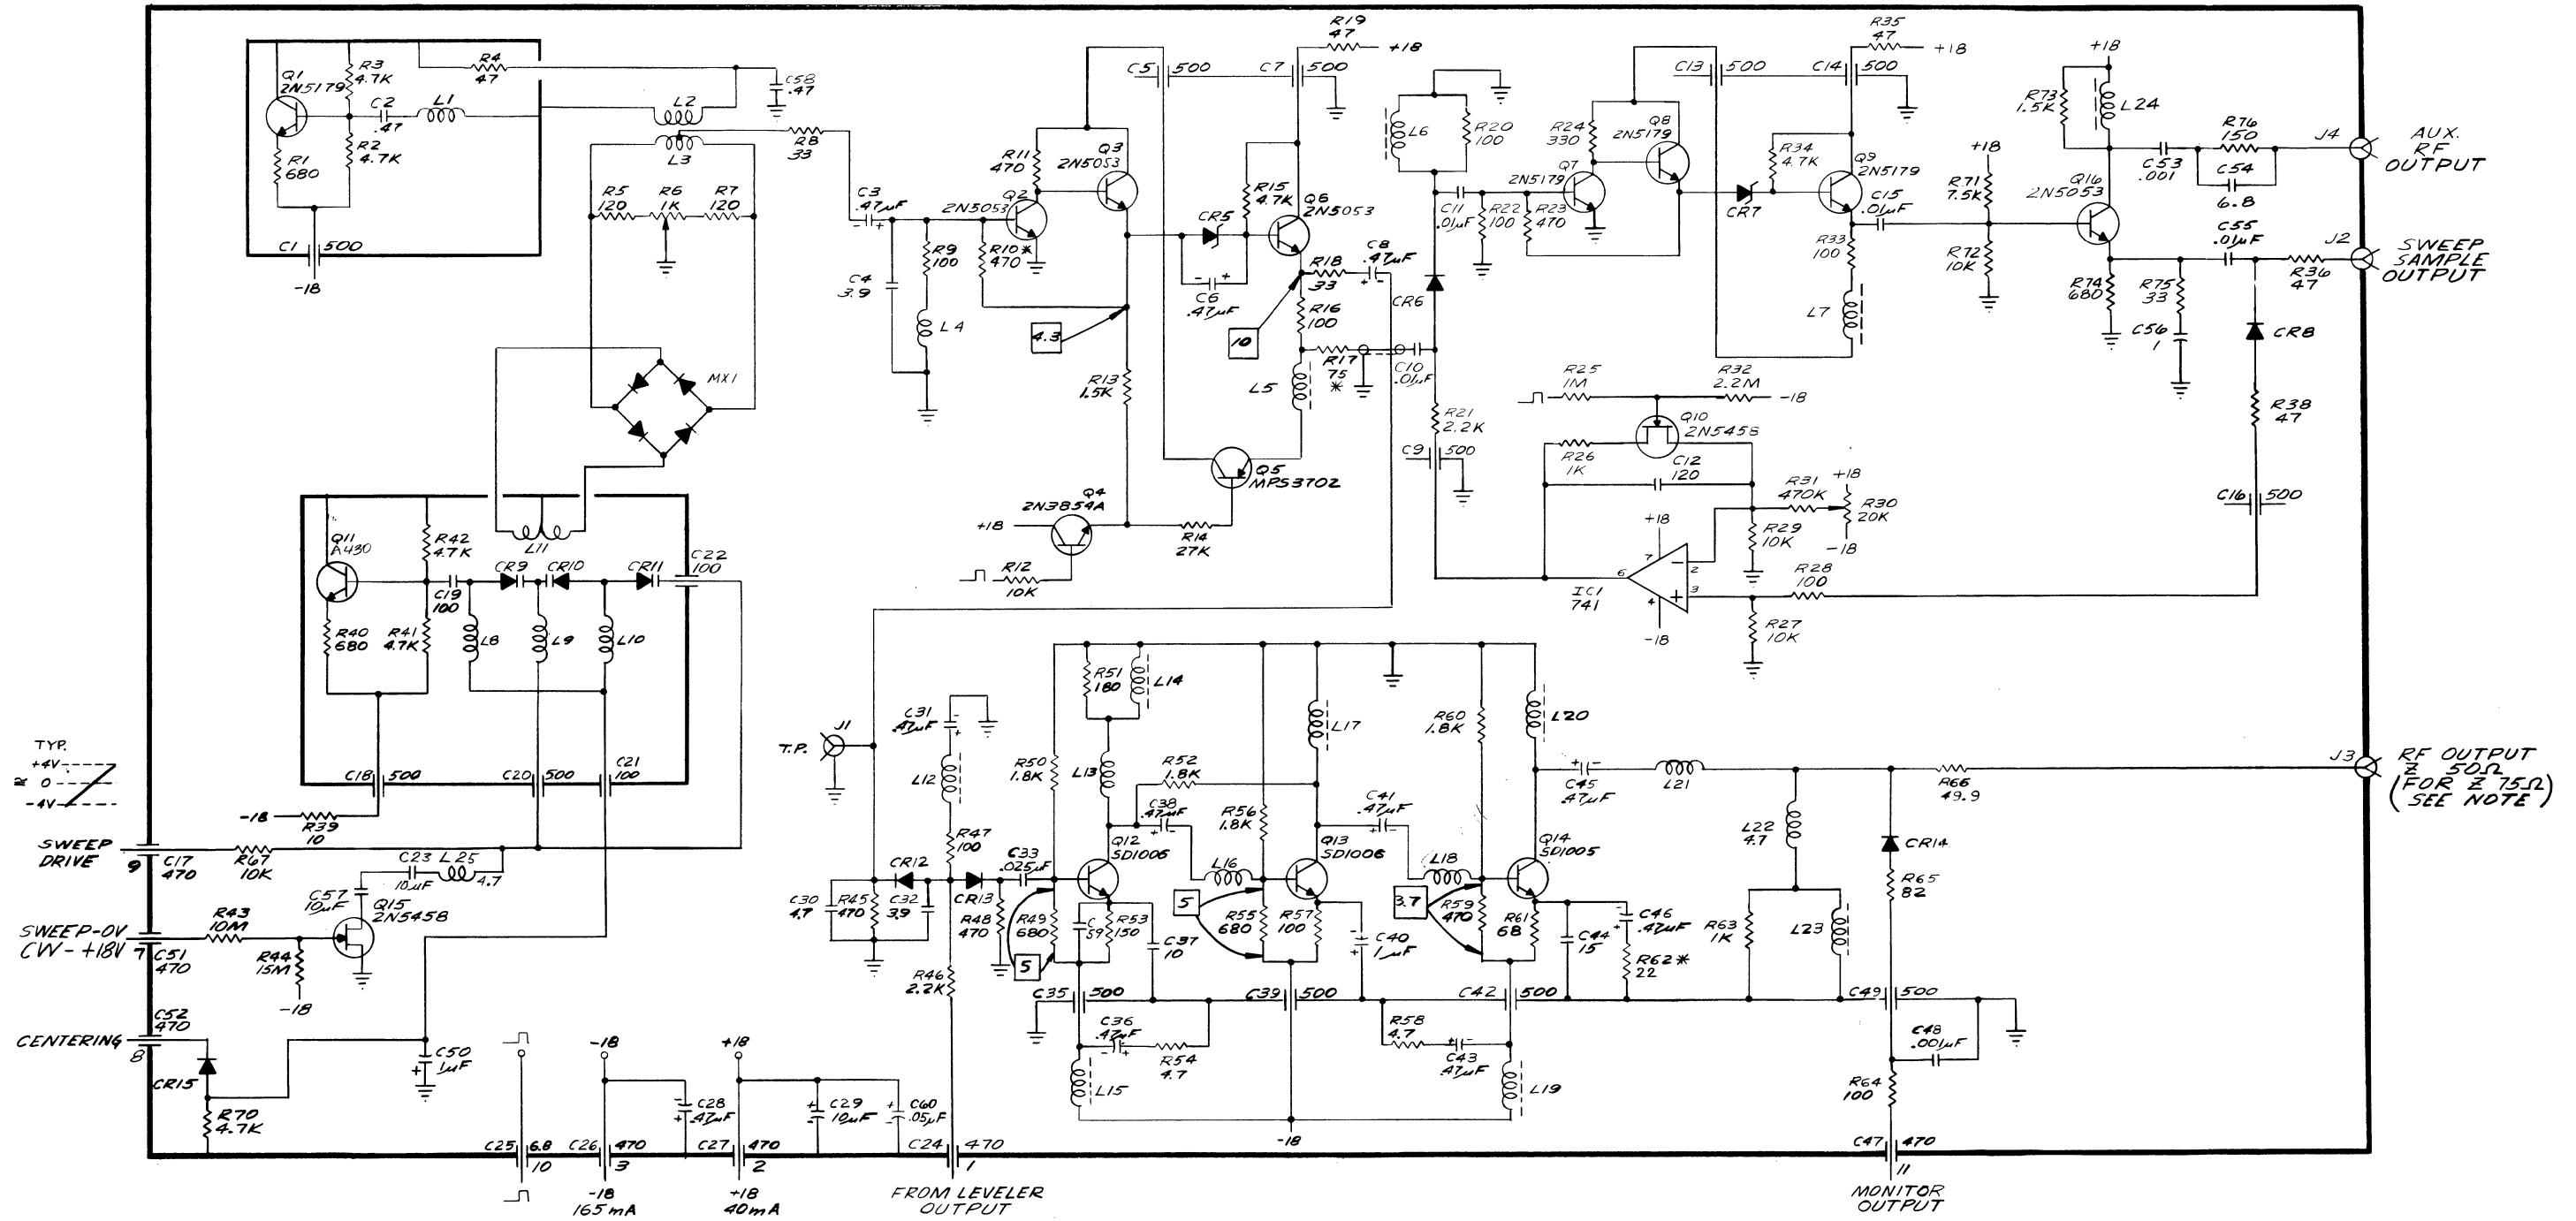 Q1
2N5179
R3
4.7K
R4
47
C58
.47
C2
.47
L1
L2
R1
680
R2
4.7K
L3
R8
33
R5
120
R6
1K
R7
120
C1
500
-18
MX1
C3
.47µF
C4
3.9
R9
100
L4
R10*
470
R11
470
2N5053
Q2
Q3
2N5053
4.3
R13
1.5K
C5
500
C7
500
R19
47
+18
CR5
R15
4.7K
C6
.47µF
Q6
2N5053
R18
33
C8
.47µF
10
R16
100
R17
75
*
L5
C10
.01µF
Q5
MPS3702
Q4
2N3854A
+18
R14
27K
R12
10K
L6
R20
100
CR6
R21
2.2K
C9
500
C11
.01µF
R22
100
R23
470
2N5179
Q7
R24
330
Q8
2N5179
C13
500
C14
500
R35
47
+18
CR7
R34
4.7K
Q9
2N5179
C15
.01µF
R33
100
L7
+18
R71
7.5K
R72
10K
+18
R73
1.5K
L24
Q16
2N5053
C53
.001
R76
150
C54
6.8
J4
AUX.
RF
OUTPUT
C55
.01µF
J2
SWEEP
SAMPLE
OUTPUT
R36
47
R74
680
R75
33
C56
1
CR8
R38
47
C16
500
R25
1M
R32
2.2M
-18
Q10
2N5458
R26
1K
C12
120
R31
470K
+18
R30
20K
-18
R29
10K
+18
7
2
6
3
4
-
+
IC1
741
-18
R28
100
R27
10K
Q11
A430
R42
4.7K
L11
CR9
CR10
CR11
C22
100
C19
100
R40
680
R41
4.7K
L8
L9
L10
C18
500
C20
500
C21
100
-18
R39
10
TYP.
+4V
≅ 0
-4V
SWEEP
DRIVE
9
C17
470
R67
10K
C23
10µF
L25
4.7
C57
10µF
Q15
2N5458
SWEEP-0V
CW-+18V
7
C51
470
R43
10M
R44
15M
-18
CENTERING
8
C52
470
CR15
R70
4.7K
C50
1µF
C25
6.8
10
-18
C26
470
3
-18
165mA
C28
.47µF
+18
C27
470
2
+18
40mA
C29
10µF
C60
.05µF
C24
470
1
FROM LEVELER
OUTPUT
T.P.
J1
C31
.47µF
L12
R47
100
CR12
CR13
C30
4.7
R45
470
C32
3.9
R48
470
R46
2.2K
C33
.025µF
R50
1.8K
R51
180
L14
L13
R52
1.8K
C38
.47µF
Q12
SD1006
R49
680
5
C
59
R53
150
C37
10
C35
500
C36
.47µF
R54
4.7
L15
L16
R56
1.8K
L17
Q13
SD1006
5
R55
680
R57
100
C40
1µF
C39
500
-18
C41
.47µF
L18
R60
1.8K
L20
Q14
SD1005
3.7
R59
470
R61
68
C44
15
C46
.47µF
R62*
22
C42
500
R58
4.7
C43
.47µF
L19
C45
.47µF
L21
L22
4.7
R63
1K
L23
R66
49.9
CR14
R65
82
C49
500
C48
.001µF
R64
100
C47
470
11
MONITOR
OUTPUT
J3
RF OUTPUT
Z 50Ω
(FOR Z 75Ω)
(SEE NOTE)